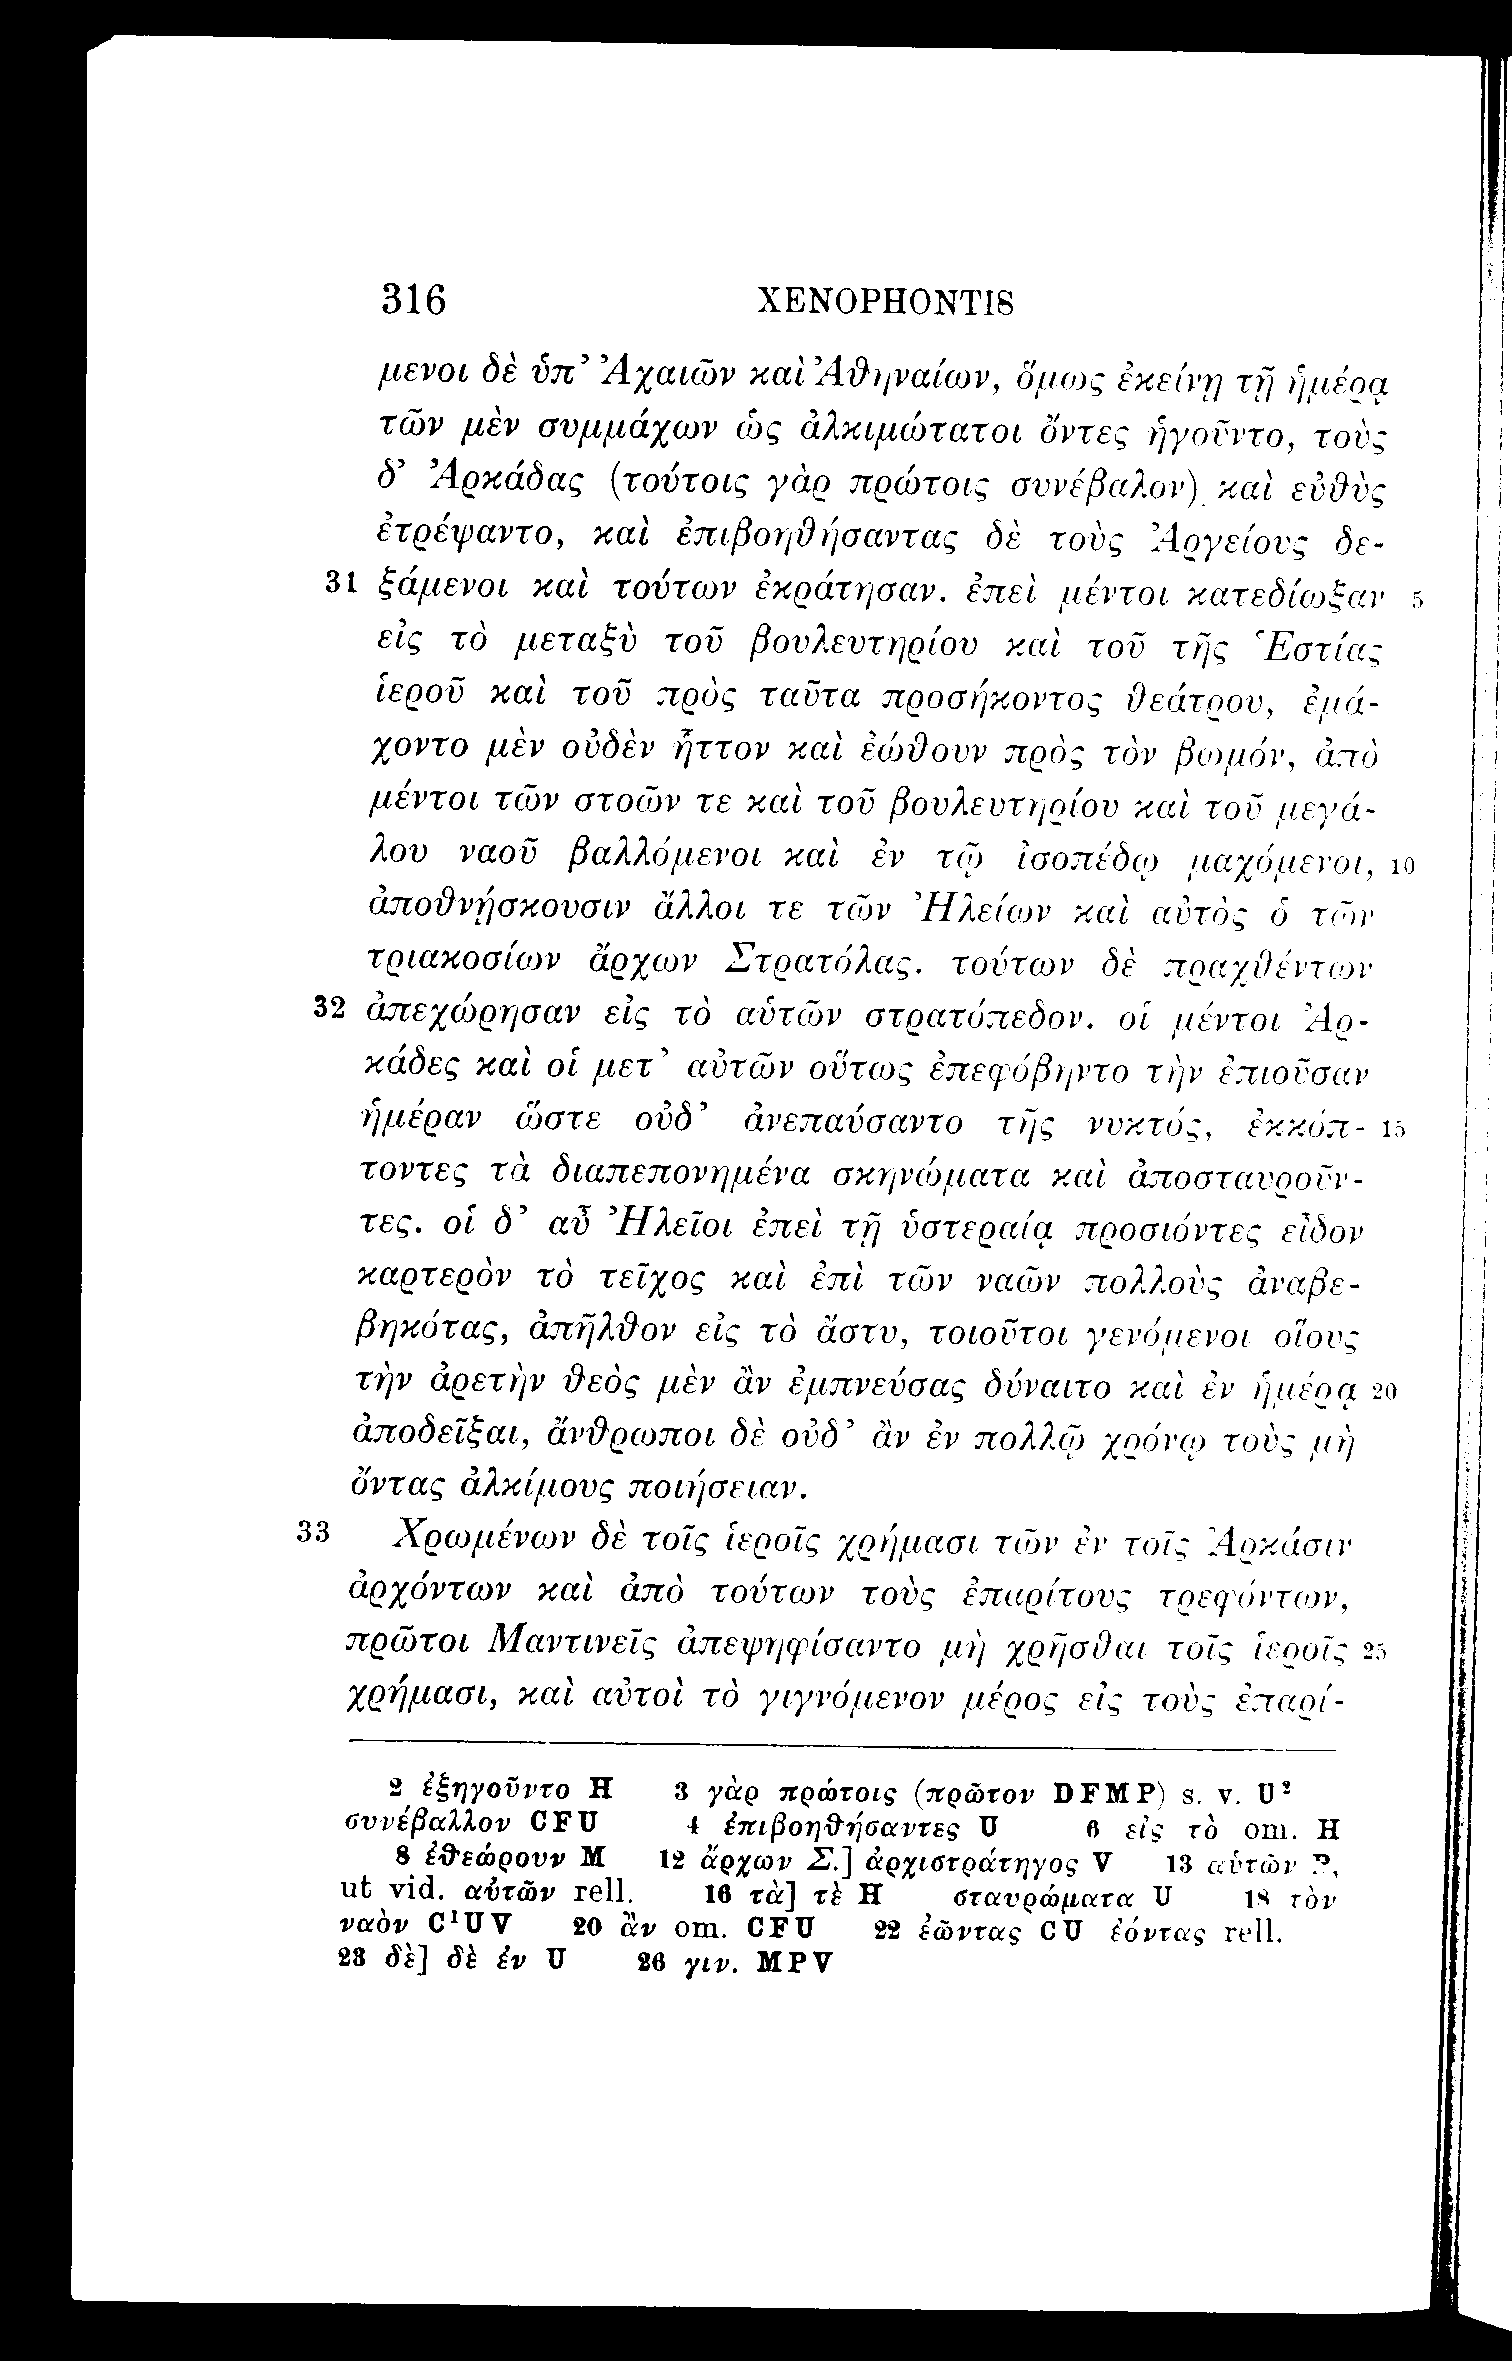 316 XENOPHONTIS
μενοι δὲ ὑπ’ Ἀχαιῶν καὶ Ἀθηναίων, ὅμως ἐκείνῃ τῇ ἡμέρᾳ
τῶν μὲν συμμάχων ὡς ἀλκιμώτατοι ὄντες ἡγοῦντο, τοὺς
δ’ Ἀρκάδας (τούτοις γὰρ πρώτοις συνέβαλον) καὶ εὐθὺς
ἐτρέψαντο, καὶ ἐπιβοηθήσαντας δὲ τοὺς Ἀργείους δε-
31 ξάμενοι καὶ τούτων ἐκράτησαν. ἐπεὶ μέντοι κατεδίωξαν 5
εἰς τὸ μεταξὺ τοῦ βουλευτηρίου καὶ τοῦ τῆς Ἑστίας
ἱεροῦ καὶ τοῦ πρὸς ταῦτα προσήκοντος θεάτρου, ἐμά-
χοντο μὲν οὐδὲν ἧττον καὶ ἐώθουν πρὸς τὸν βωμόν, ἀπὸ
μέντοι τῶν στοῶν τε καὶ τοῦ βουλευτηρίου καὶ τοῦ μεγά-
λου ναοῦ βαλλόμενοι καὶ ἐν τῷ ἰσοπέδῳ μαχόμενοι, 10
ἀποθνῄσκουσιν ἄλλοι τε τῶν Ἠλείων καὶ αὐτὸς ὁ τῶν
τριακοσίων ἄρχων Στρατόλας. τούτων δὲ πραχθέντων
32 ἀπεχώρησαν εἰς τὸ αὑτῶν στρατόπεδον. οἱ μέντοι Ἀρ-
κάδες καὶ οἱ μετ’ αὐτῶν οὕτως ἐπεφόβηντο τὴν ἐπιοῦσαν
ἡμέραν ὥστε οὐδ’ ἀνεπαύσαντο τῆς νυκτός, ἐκκόπ- 15
τοντες τὰ διαπεπονημένα σκηνώματα καὶ ἀποσταυροῦν-
τες. οἱ δ’ αὖ Ἠλεῖοι ἐπεὶ τῇ ὑστεραίᾳ προσιόντες εἶδον
καρτερὸν τὸ τεῖχος καὶ ἐπὶ τῶν ναῶν πολλοὺς ἀναβε-
βηκότας, ἀπῆλθον εἰς τὸ ἄστυ, τοιοῦτοι γενόμενοι οἵους
τὴν ἀρετὴν θεὸς μὲν ἂν ἐμπνεύσας δύναιτο καὶ ἐν ἡμέρᾳ 20
ἀποδεῖξαι, ἄνθρωποι δὲ οὐδ’ ἂν ἐν πολλῷ χρόνῳ τοὺς μὴ
ὄντας ἀλκίμους ποιήσειαν.
33 Χρωμένων δὲ τοῖς ἱεροῖς χρήμασι τῶν ἐν τοῖς Ἀρκάσιν
ἀρχόντων καὶ ἀπὸ τούτων τοὺς ἐπαρίτους τρεφόντων,
πρῶτοι Μαντινεῖς ἀπεψηφίσαντο μὴ χρῆσθαι τοῖς ἱεροῖς 25
χρήμασι, καὶ αὐτοὶ τὸ γιγνόμενον μέρος εἰς τοὺς ἐπαρί-
2 ἐξηγοῦντο H 3 γὰρ πρώτοις (πρῶτον DFMP) s. v. U²
συνέβαλλον CFU 4 ἐπιβοηθήσαντες U 6 εἰς τὸ om. H
8 ἐθεώρουν M 12 ἄρχων Σ.] ἀρχιστράτηγος V 13 αὑτῶν P,
ut vid. αὐτῶν rell. 16 τὰ] τὲ H σταυρώματα U 18 τὸν
ναὸν C¹UV 20 ἂν om. CFU 22 ἐῶντας CU ἐόντας rell.
23 δὲ] δὲ ἐν U 26 γιν. MPV